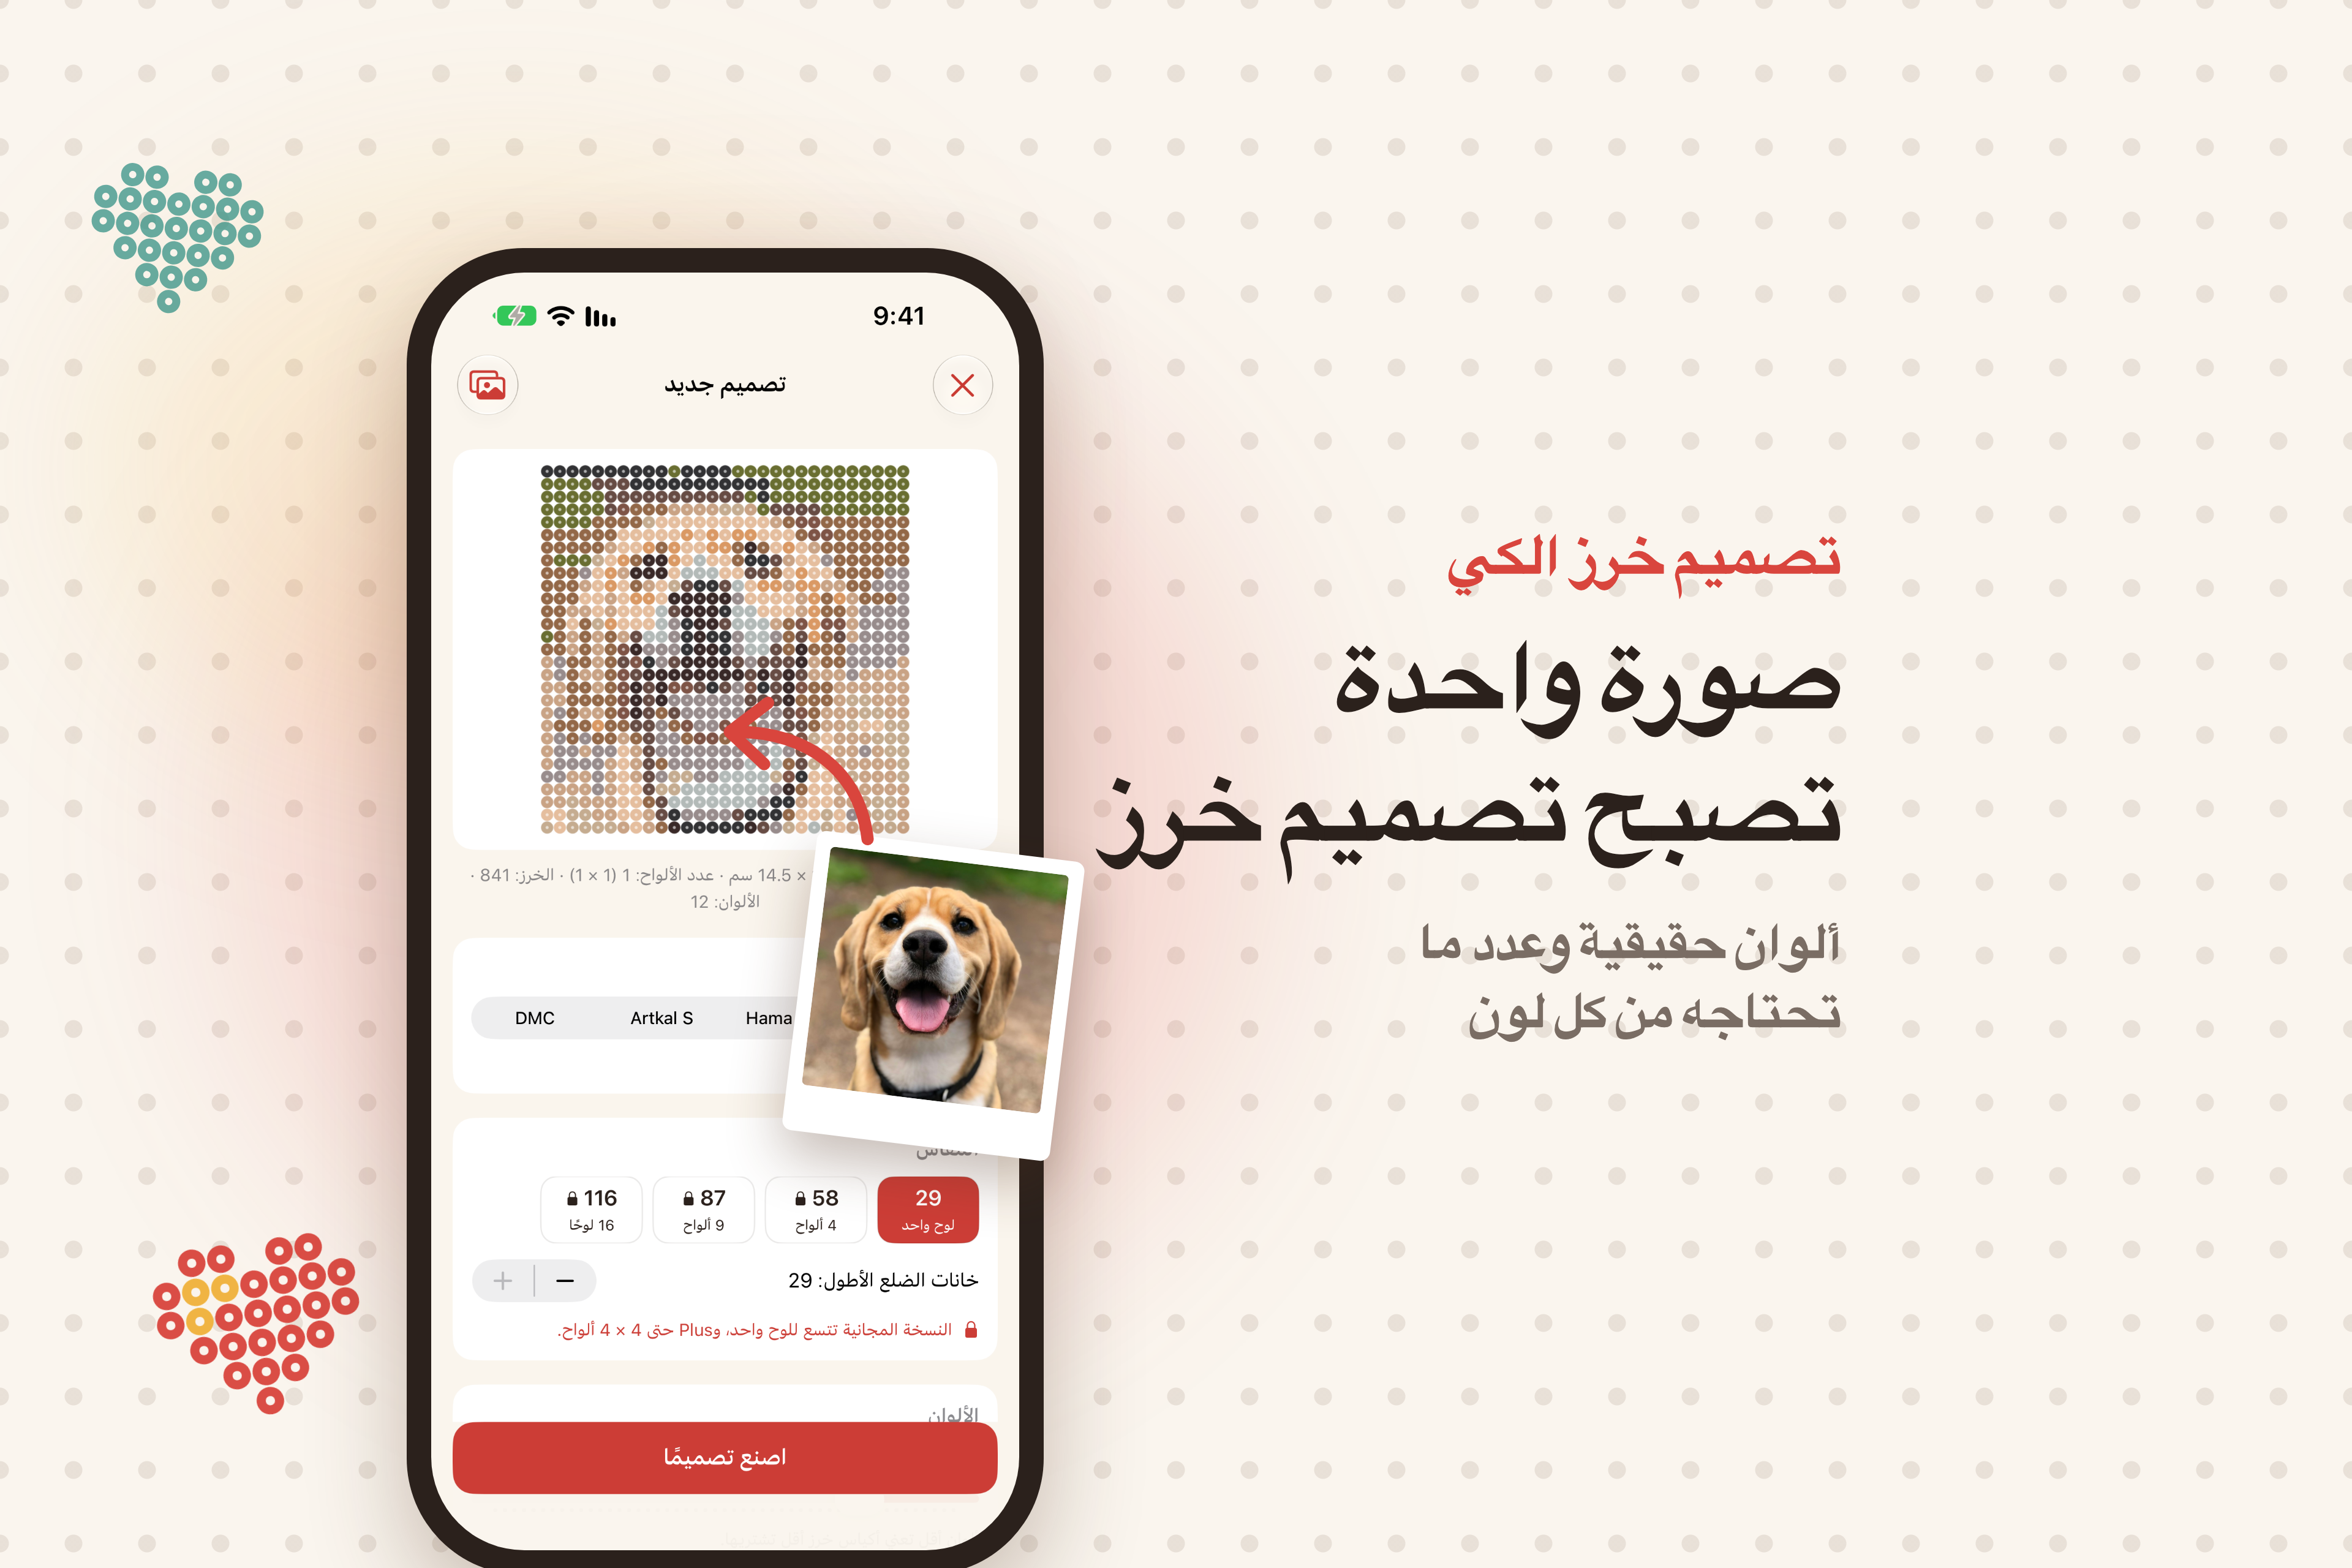 تصميم خرز الكي
صورة واحدة
تصبح تصميم خرز
ألوان حقيقية وعدد ما
تحتاجه من كل لون
9:41
تصميم جديد
× 14.5 سم · عدد الألواح: 1 (1 × 1) · الخرز: 841 ·
الألوان: 12
Hama Artkal S DMC
29 58 87 116
لوح واحد 4 ألواح 9 ألواح 16 لوحًا
خانات الضلع الأطول: 29
النسخة المجانية تتسع للوح واحد، وPlus حتى 4 × 4 ألواح.
الألوان
اصنع تصميمًا